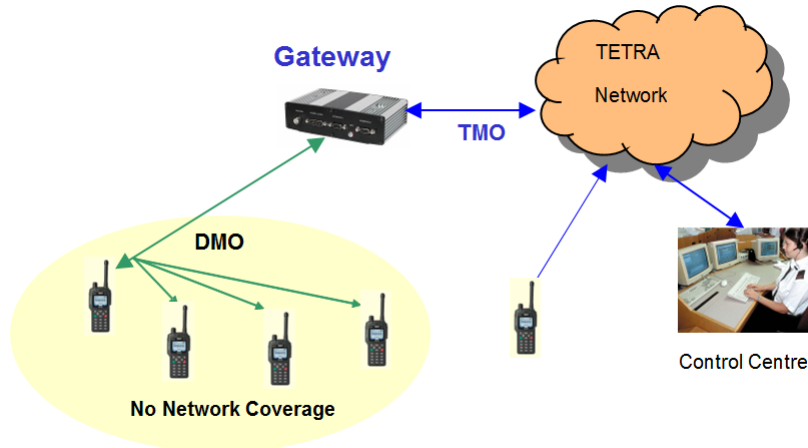 TETRA
Network
Gateway
TMO
DMO
No Network Coverage
Control Centre